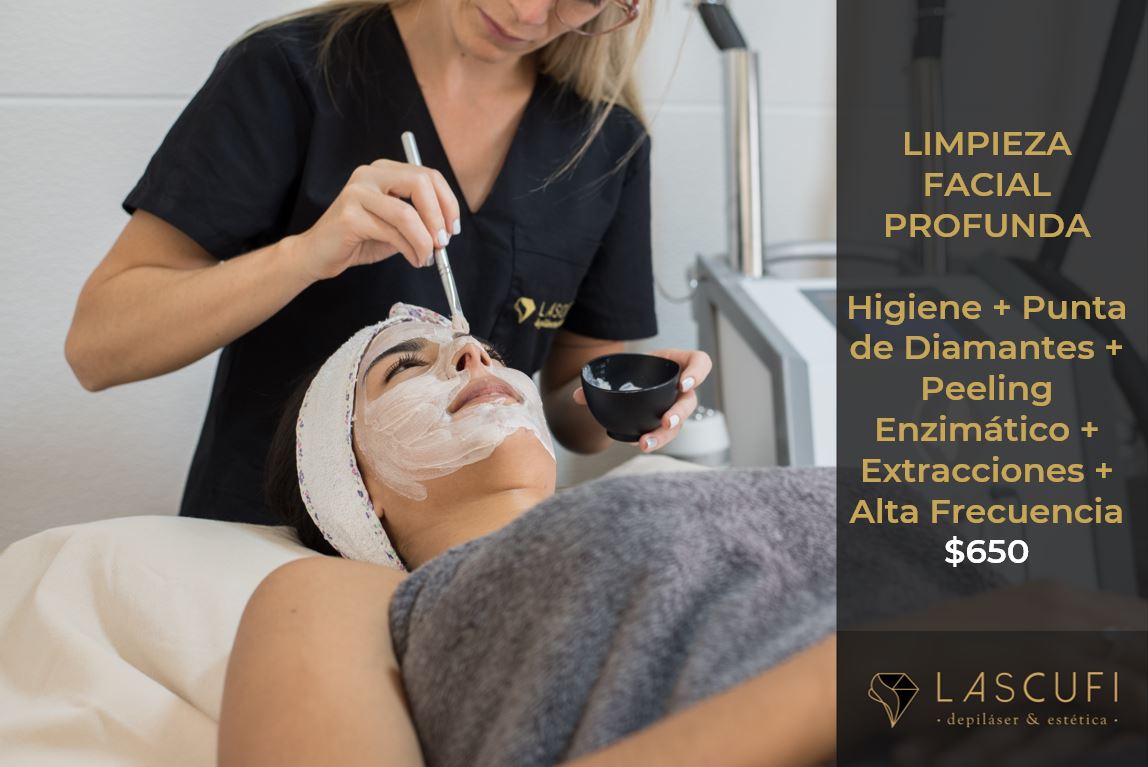 LIMPIEZA
FACIAL
PROFUNDA
Higiene + Punta
de Diamantes +
Peeling
Enzimático +
Extracciones +
Alta Frecuencia
$650
LASCUFI
· depiláser & estética ·